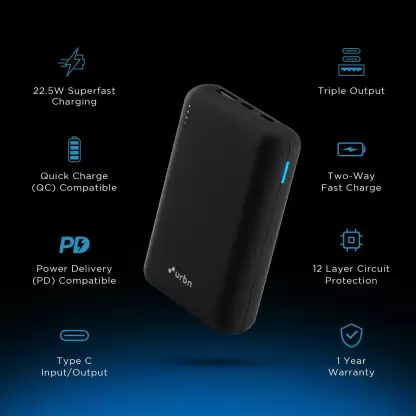 22.5W Superfast
Charging
Triple Output
Quick Charge
(QC) Compatible
Two-Way
Fast Charge
PD
Power Delivery
(PD) Compatible
12 Layer Circuit
Protection
urbn
Type C
Input/Output
1 Year
Warranty